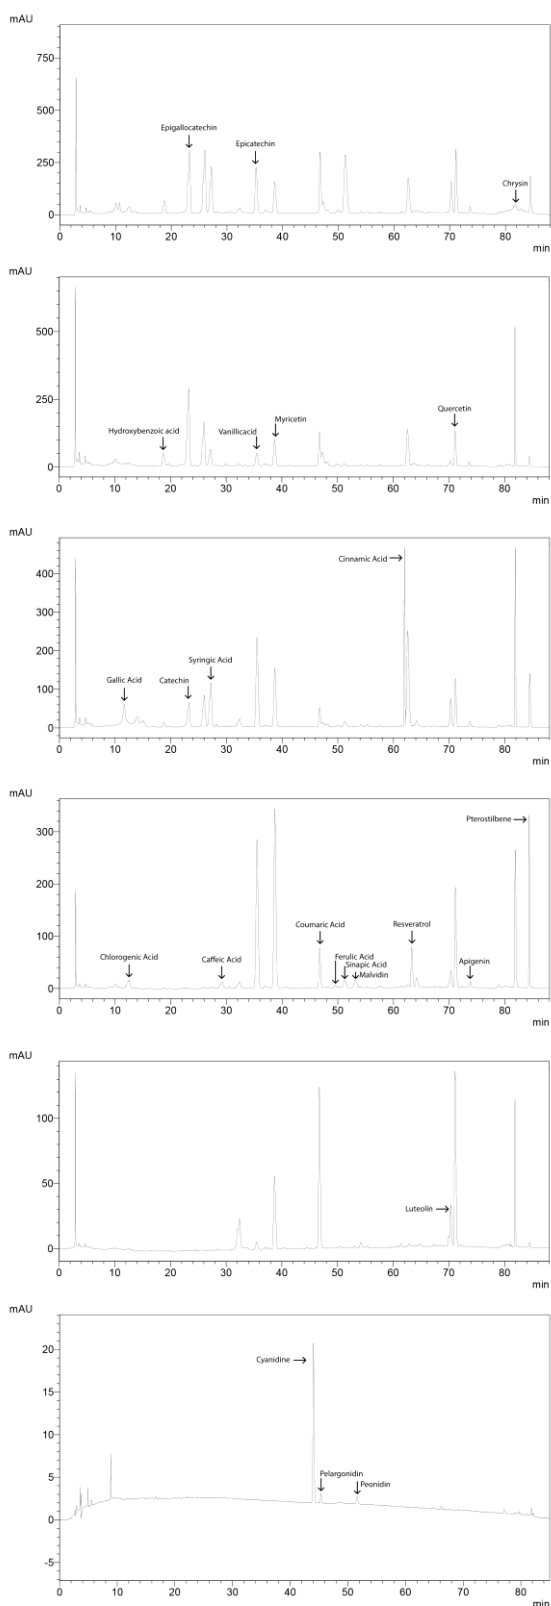 mAU
750
Epigallocatechin
500
Epicatechin
250
Chrysin
0
0 10 20 30 40 50 60 70 80
min
mAU
500
250
Hydroxybenzoic acid
Vanillicacid
Myricetin
Quercetin
0
0 10 20 30 40 50 60 70 80
min
mAU
Cinnamic Acid
400
300
200
Gallic Acid
Catechin
Syringic Acid
100
0
0 10 20 30 40 50 60 70 80
min
mAU
Pterostilbene
300
200
100
Chlorogenic Acid
Caffeic Acid
Coumaric Acid
Ferulic Acid
Sinapic Acid
Malvidin
Resveratrol
Apigenin
0
0 10 20 30 40 50 60 70 80
min
mAU
100
50
Luteolin
0
0 10 20 30 40 50 60 70 80
min
mAU
20
Cyanidine
15
10
5
Pelargonidin
Peonidin
0
-5
0 10 20 30 40 50 60 70 80
min